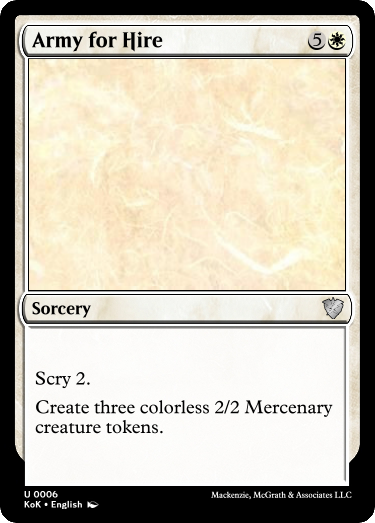 Army for Hire
5
Sorcery
Scry 2.
Create three colorless 2/2 Mercenary
creature tokens.
U 0006
KoK • English
Mackenzie, McGrath & Associates LLC